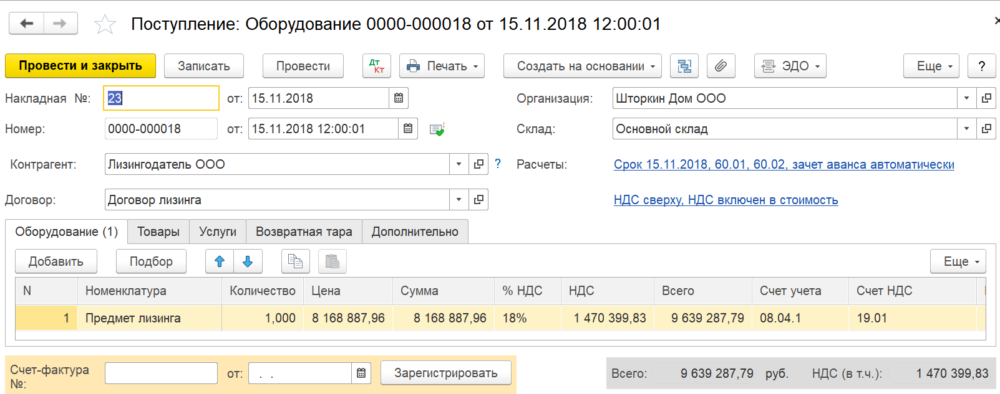 Поступление: Оборудование 0000-000018 от 15.11.2018 12:00:01
Провести и закрыть Записать Провести Дт Кт Печать Создать на основании ЭДО Еще ?
Накладная №: 23 от: 15.11.2018 Организация: Шторкин Дом ООО
Номер: 0000-000018 от: 15.11.2018 12:00:01 Склад: Основной склад
Контрагент: Лизингодатель ООО ? Расчеты: Срок 15.11.2018, 60.01, 60.02, зачет аванса автоматически
Договор: Договор лизинга НДС сверху, НДС включен в стоимость
Оборудование (1) Товары Услуги Возвратная тара Дополнительно
Добавить Подбор Еще
N Номенклатура Количество Цена Сумма % НДС НДС Всего Счет учета Счет НДС
1 Предмет лизинга 1,000 8 168 887,96 8 168 887,96 18% 1 470 399,83 9 639 287,79 08.04.1 19.01
Счет-фактура №: от: . . Зарегистрировать Всего: 9 639 287,79 руб. НДС (в т.ч.): 1 470 399,83